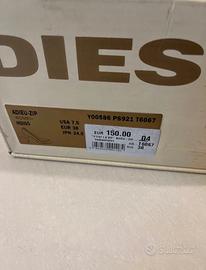 DIES
ADIEU-ZIP
Y00586 PS921 T6067
USA 7.5
EUR 38
JPN 24.5
EUR 150.00 04
T6067
38
subito